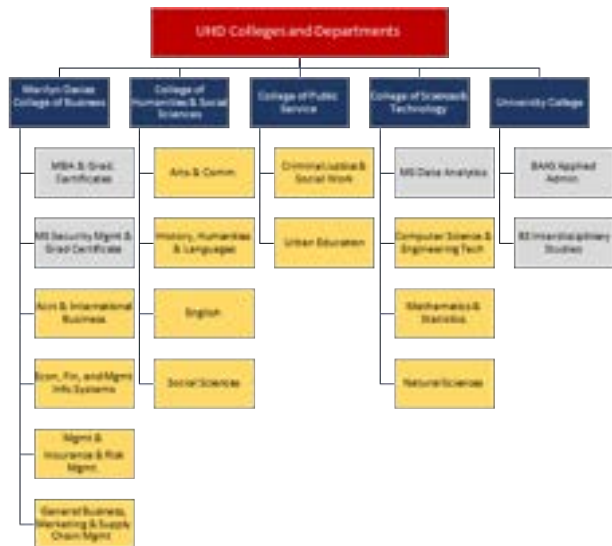 UHD Colleges and Departments
Marilyn Davies
College of Business
College of
Humanities & Social
Sciences
College of Public
Service
College of Sciences &
Technology
University College
MBA & Grad
Certificates
MS Security Mgmt &
Grad Certificate
Acct & International
Business
Econ, Fin, and Mgmt
Info Systems
Mgmt &
Insurance & Risk
Mgmt
General Business,
Marketing & Supply
Chain Mgmt
Arts & Comm
History, Humanities
& Languages
English
Social Sciences
Criminal Justice &
Social Work
Urban Education
MS Data Analytics
Computer Science &
Engineering Tech
Mathematics &
Statistics
Natural Sciences
BAAS Applied
Admin
BS Interdisciplinary
Studies